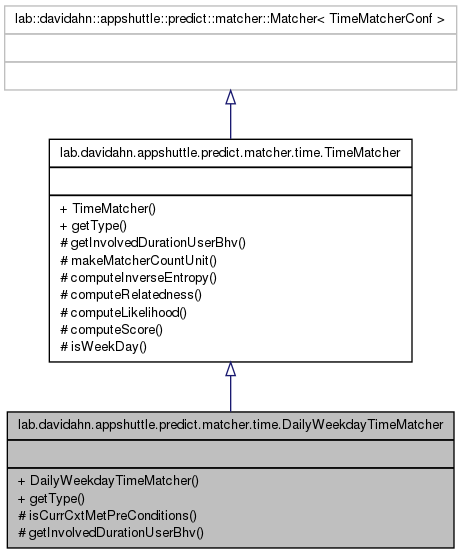 lab::davidahn::appshuttle::predict::matcher::Matcher< TimeMatcherConf >
lab.davidahn.appshuttle.predict.matcher.time.TimeMatcher
+ TimeMatcher()
+ getType()
# getInvolvedDurationUserBhv()
# makeMatcherCountUnit()
# computeInverseEntropy()
# computeRelatedness()
# computeLikelihood()
# computeScore()
# isWeekDay()
lab.davidahn.appshuttle.predict.matcher.time.DailyWeekdayTimeMatcher
+ DailyWeekdayTimeMatcher()
+ getType()
# isCurrCxtMetPreConditions()
# getInvolvedDurationUserBhv()